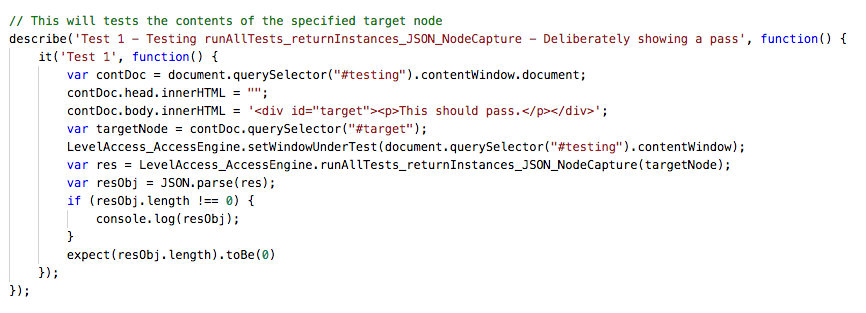 // This will tests the contents of the specified target node
describe('Test 1 – Testing runAllTests_returnInstances_JSON_NodeCapture – Deliberately showing a pass', function() {
    it('Test 1', function() {
        var contDoc = document.querySelector("#testing").contentWindow.document;
        contDoc.head.innerHTML = "";
        contDoc.body.innerHTML = '<div id="target"><p>This should pass.</p></div>';
        var targetNode = contDoc.querySelector("#target");
        LevelAccess_AccessEngine.setWindowUnderTest(document.querySelector("#testing").contentWindow);
        var res = LevelAccess_AccessEngine.runAllTests_returnInstances_JSON_NodeCapture(targetNode);
        var resObj = JSON.parse(res);
        if (resObj.length !== 0) {
            console.log(resObj);
        }
        expect(resObj.length).toBe(0)
    });
});